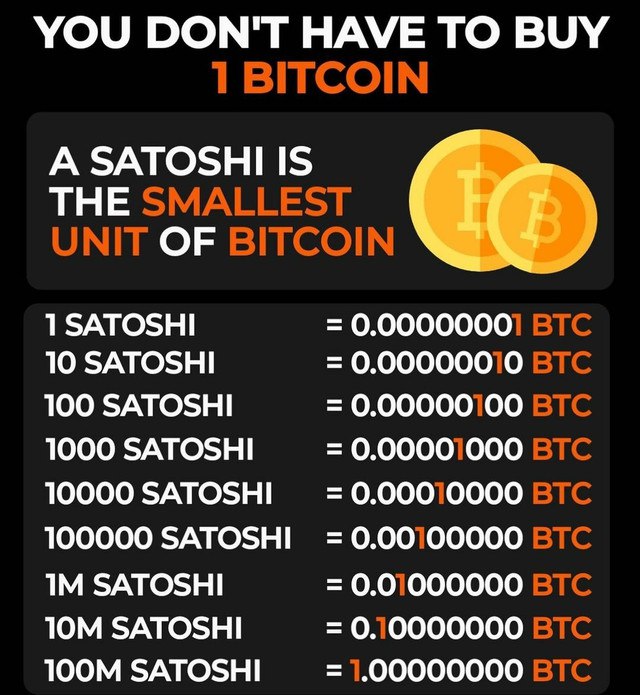 YOU DON'T HAVE TO BUY
1 BITCOIN
A SATOSHI IS
THE SMALLEST
UNIT OF BITCOIN
1 SATOSHI = 0.00000001 BTC
10 SATOSHI = 0.00000010 BTC
100 SATOSHI = 0.00000100 BTC
1000 SATOSHI = 0.00001000 BTC
10000 SATOSHI = 0.00010000 BTC
100000 SATOSHI = 0.00100000 BTC
1M SATOSHI = 0.01000000 BTC
10M SATOSHI = 0.10000000 BTC
100M SATOSHI = 1.00000000 BTC